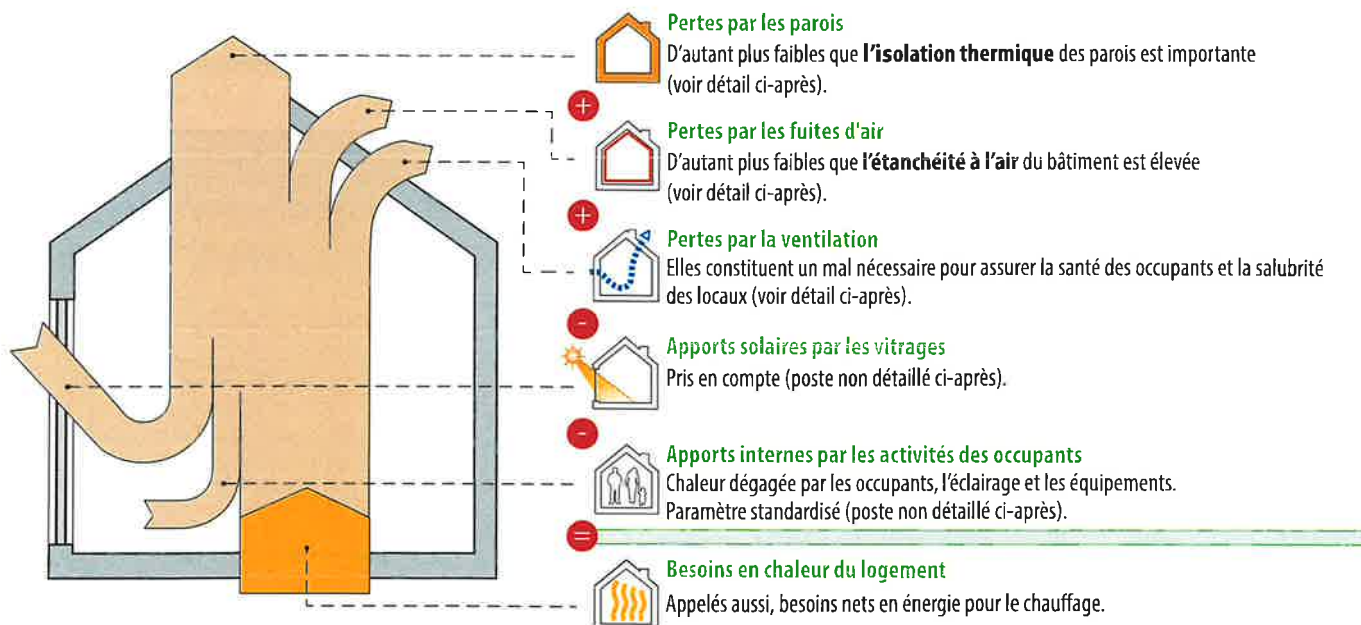 Pertes par les parois
D'autant plus faibles que l'isolation thermique des parois est importante
(voir détail ci-après).
+
Pertes par les fuites d'air
D'autant plus faibles que l'étanchéité à l'air du bâtiment est élevée
(voir détail ci-après).
+
Pertes par la ventilation
Elles constituent un mal nécessaire pour assurer la santé des occupants et la salubrité
des locaux (voir détail ci-après).
-
Apports solaires par les vitrages
Pris en compte (poste non détaillé ci-après).
-
Apports internes par les activités des occupants
Chaleur dégagée par les occupants, l'éclairage et les équipements.
Paramètre standardisé (poste non détaillé ci-après).
=
Besoins en chaleur du logement
Appelés aussi, besoins nets en énergie pour le chauffage.